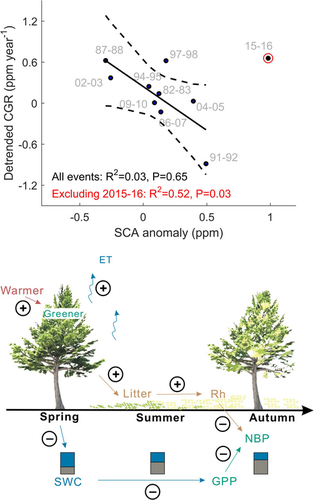 Detrended CGR (ppm year⁻¹)
1.2
0.6
0
-0.6
-1.2
87-88
97-98
15-16
02-03
94-95
82-83
09-10
04-05
06-07
91-92
All events: R²=0.03, P=0.65
Excluding 2015-16: R²=0.52, P=0.03
-0.5
0
0.5
1
SCA anomaly (ppm)
ET
Warmer
+
+
Greener
+
+
Litter
Rh
Spring
Summer
Autumn
−
−
−
NBP
SWC
GPP
−